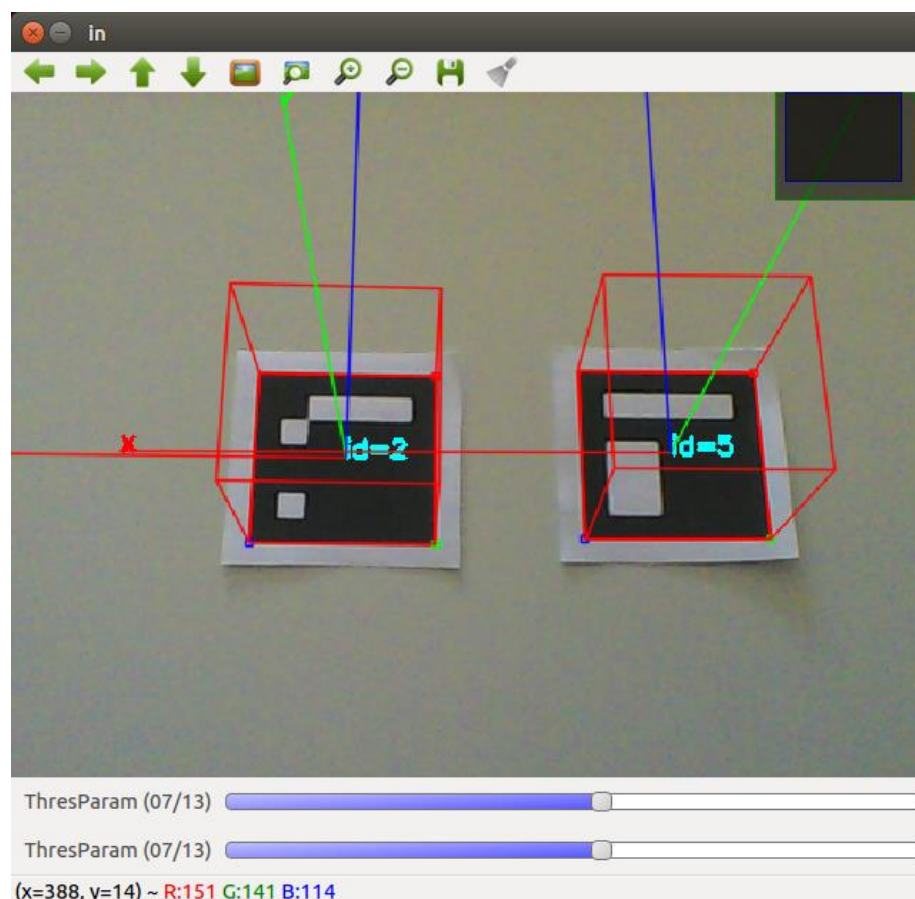 in
x
id=2
id=5
ThresParam (07/13)
ThresParam (07/13)
(x=388, y=14) ~ R:151 G:141 B:114